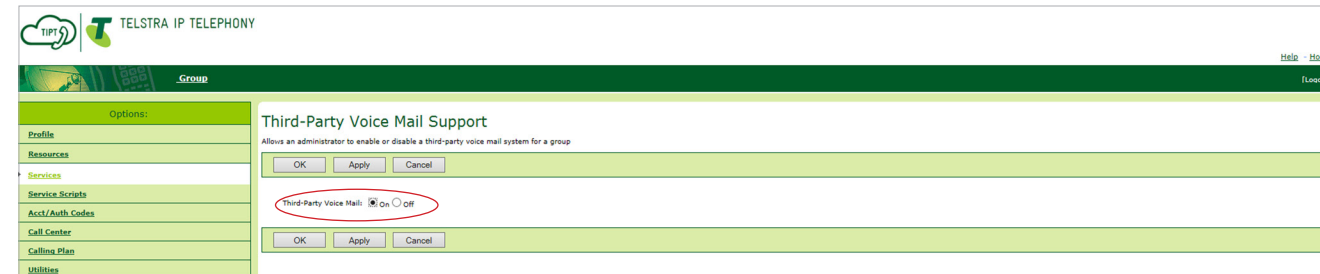 TIPT
TELSTRA IP TELEPHONY
Help - Ho
Group
[Logo
Options:
Profile
Resources
Services
Service Scripts
Acct/Auth Codes
Call Center
Calling Plan
Utilities
Third-Party Voice Mail Support
Allows an administrator to enable or disable a third-party voice mail system for a group
OK Apply Cancel
Third-Party Voice Mail: On Off
OK Apply Cancel